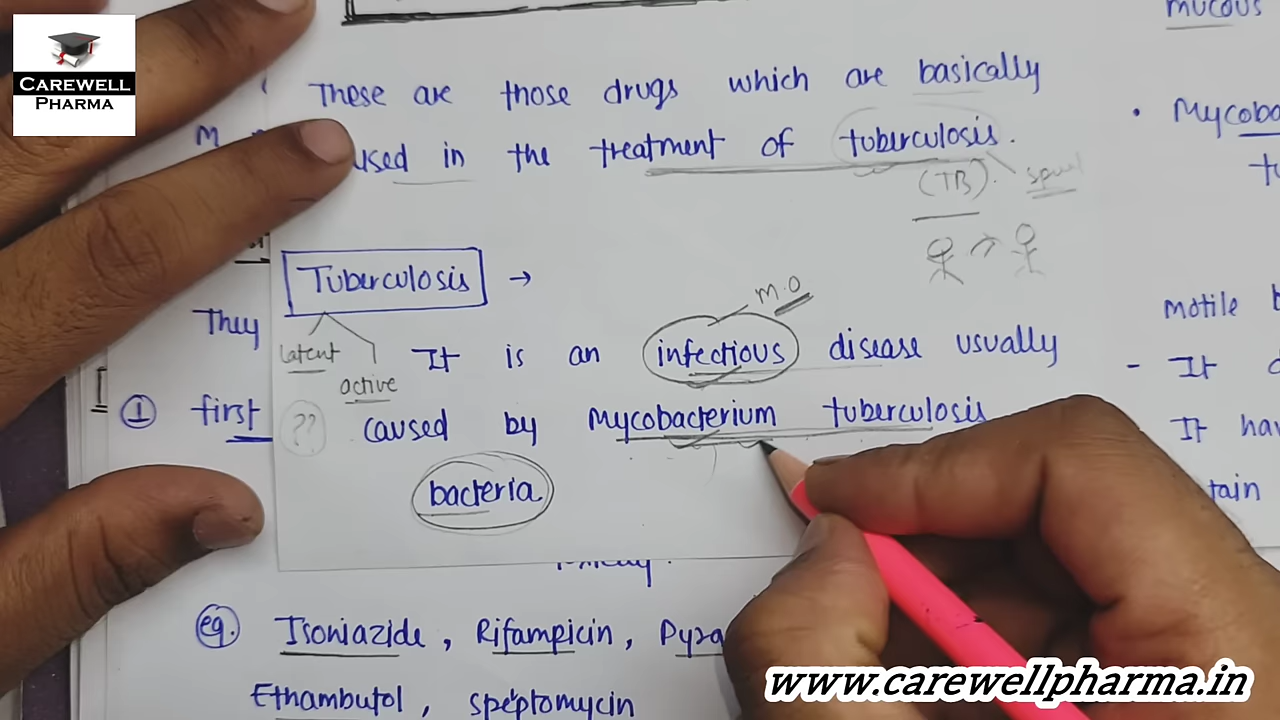 CAREWELL
PHARMA
These are those drugs which are basically
used in the treatment of tuberculosis.
(TB).
Tuberculosis →
m.o
latent
active
It is an infectious disease usually
??
caused by Mycobacterium tuberculosis
bacteria.
They
① first
eg. Isoniazide, Rifampicin, Pyra
Ethambutol, speptomycin
mucous
• Mycoba
motile
- It
It hav
tain
www.carewellpharma.in